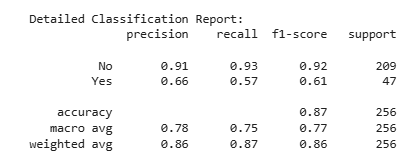 Detailed Classification Report:
precision recall f1-score support
No 0.91 0.93 0.92 209
Yes 0.66 0.57 0.61 47
accuracy 0.87 256
macro avg 0.78 0.75 0.77 256
weighted avg 0.86 0.87 0.86 256